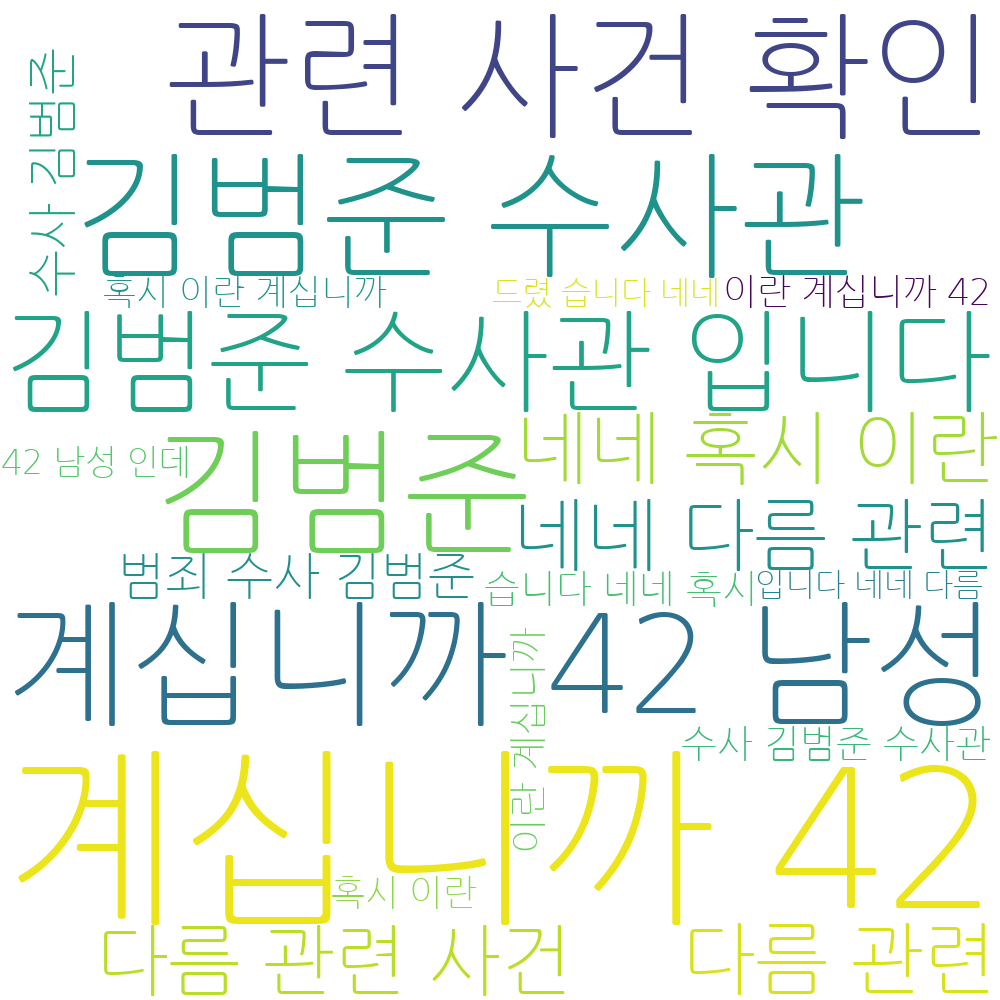 관련 사건 확인
수사 김범준
김범준 수사관
혹시 이란 계십니까
드렸 습니다 네네
이란 계십니까 42
김범준 수사관 입니다
네네 혹시 이란
42 남성 인데
김범준
네네 다름 관련
범죄 수사 김범준
습니다 네네 혹시
입니다 네네 다름
계십니까 42 남성
이란 계십니까
수사 김범준 수사관
계십니까 42
혹시 이란
다름 관련 사건
다름 관련